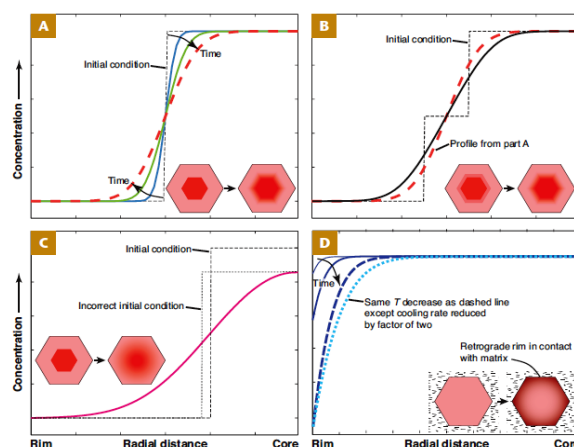 A
Time
Initial condition
Time
Concentration
B
Initial condition
Profile from part A
C
Initial condition
Incorrect initial condition
Concentration
Rim Radial distance Core
D
Time
Same T decrease as dashed line
except cooling rate reduced
by factor of two
Retrograde rim in contact
with matrix
Rim Radial distance Core